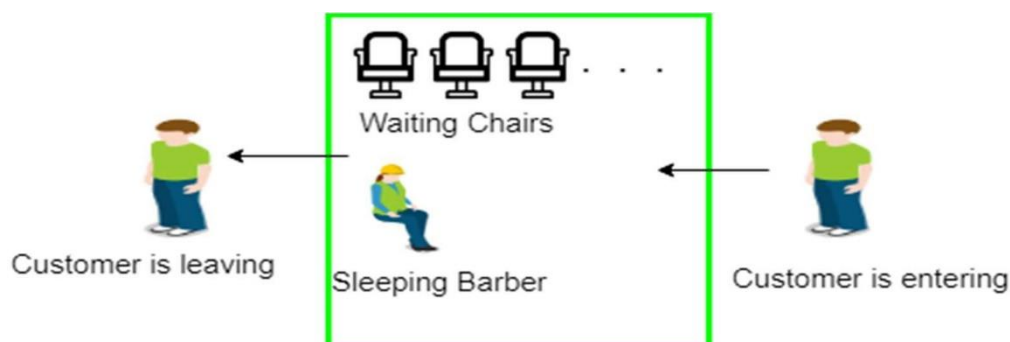 Waiting Chairs
Customer is leaving
Sleeping Barber
Customer is entering